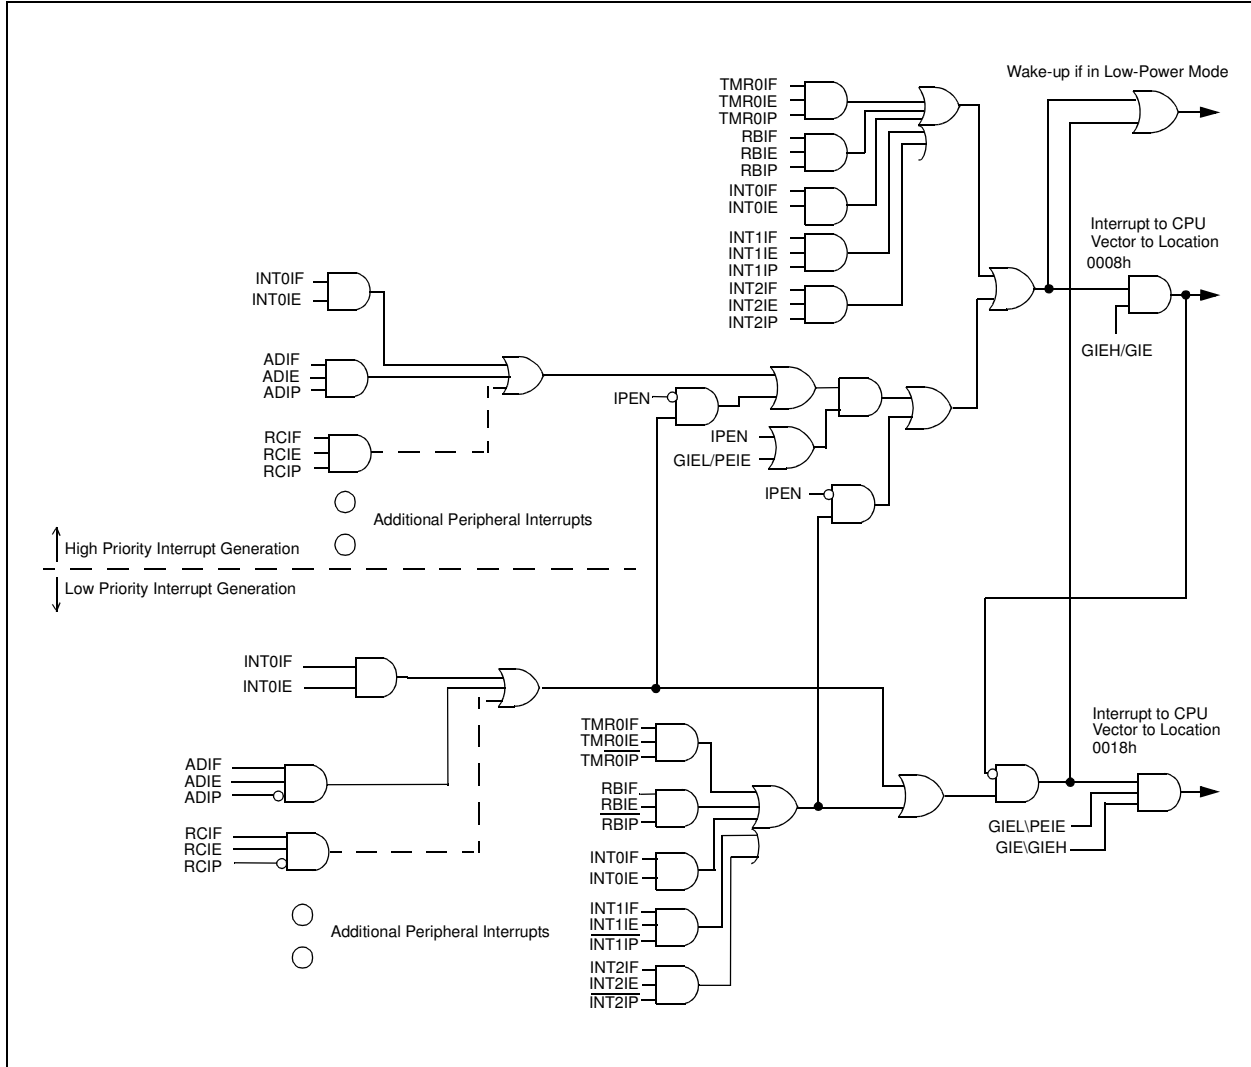 Wake-up if in Low-Power Mode
TMR0IF
TMR0IE
TMR0IP
RBIF
RBIE
RBIP
INT0IF
INT0IE
INT1IF
INT1IE
INT1IP
INT2IF
INT2IE
INT2IP
Interrupt to CPU
Vector to Location
0008h
GIEH/GIE
INT0IF
INT0IE
ADIF
ADIE
ADIP
RCIF
RCIE
RCIP
IPEN
IPEN
GIEL/PEIE
IPEN
Additional Peripheral Interrupts
High Priority Interrupt Generation
Low Priority Interrupt Generation
INT0IF
INT0IE
ADIF
ADIE
ADIP
RCIF
RCIE
RCIP
Additional Peripheral Interrupts
TMR0IF
TMR0IE
TMR0IP
RBIF
RBIE
RBIP
INT0IF
INT0IE
INT1IF
INT1IE
INT1IP
INT2IF
INT2IE
INT2IP
Interrupt to CPU
Vector to Location
0018h
GIEL\PEIE
GIE\GIEH